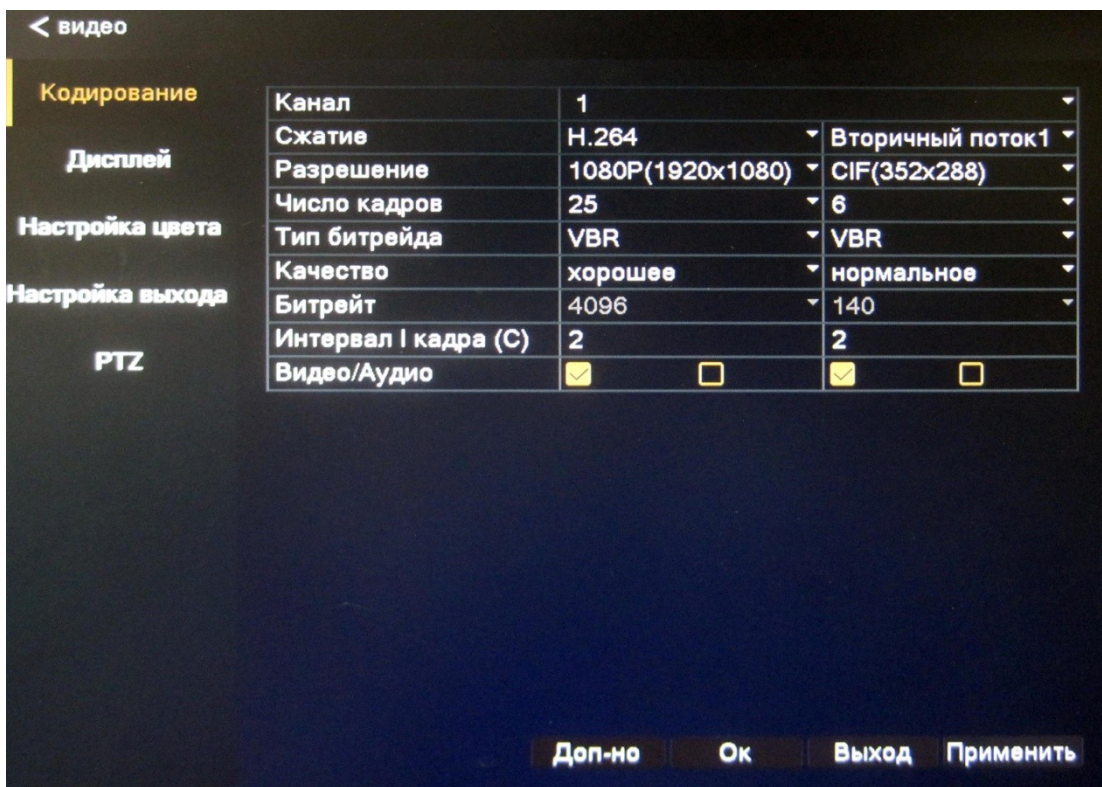 < видео
Кодирование
Дисплей
Настройка цвета
Настройка выхода
PTZ
Канал 1
Сжатие H.264 Вторичный поток1
Разрешение 1080P(1920x1080) CIF(352x288)
Число кадров 25 6
Тип битрейда VBR VBR
Качество хорошее нормальное
Битрейт 4096 140
Интервал I кадра (С) 2 2
Видео/Аудио
Доп-но Ок Выход Применить